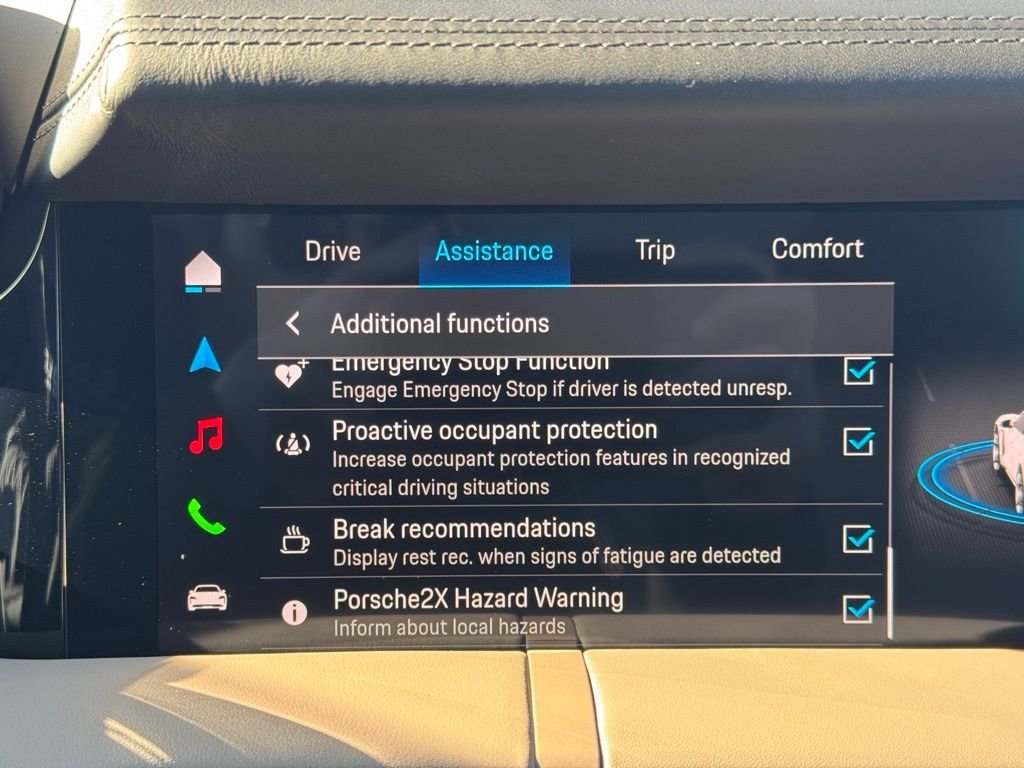 Drive
Assistance
Trip
Comfort
Additional functions
Emergency Stop Function
Engage Emergency Stop if driver is detected unresp.
Proactive occupant protection
Increase occupant protection features in recognized
critical driving situations
Break recommendations
Display rest rec. when signs of fatigue are detected
Porsche2X Hazard Warning
Inform about local hazards